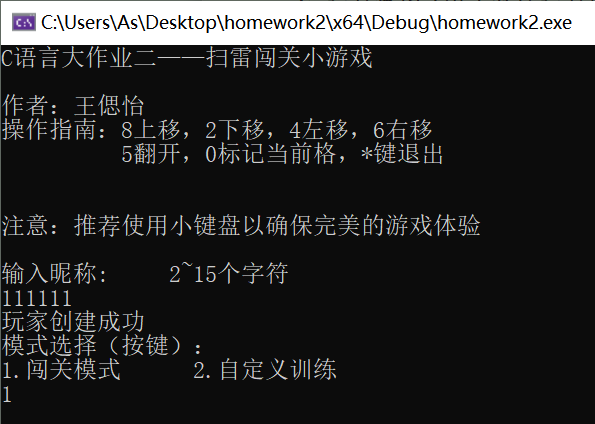 C:\Users\As\Desktop\homework2\x64\Debug\homework2.exe
C语言大作业二——扫雷闯关小游戏
作者：王偲怡
操作指南：8上移，2下移，4左移，6右移
5翻开，0标记当前格，*键退出
注意：推荐使用小键盘以确保完美的游戏体验
输入昵称：    2~15个字符
111111
玩家创建成功
模式选择（按键）：
1.闯关模式      2.自定义训练
1